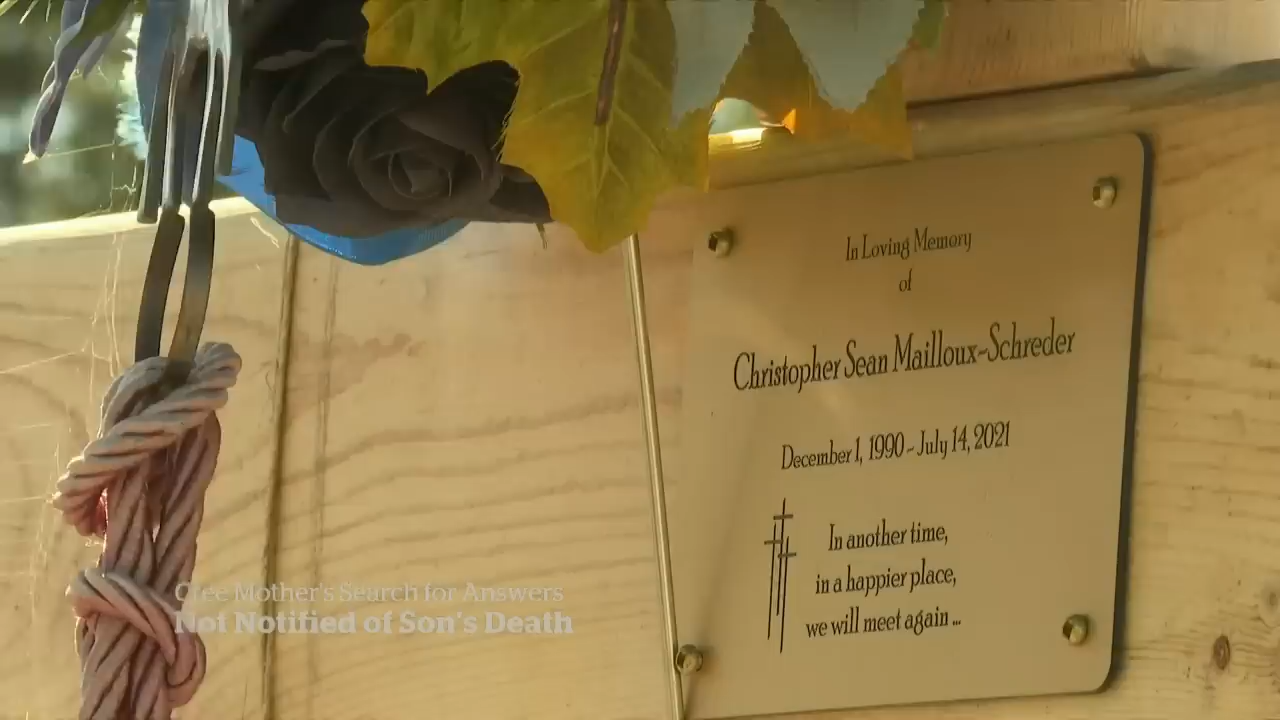 In Loving Memory
of
Christopher Sean Mailloux-Schreder
December 1, 1990 - July 14, 2021
In another time,
in a happier place,
we will meet again ...
Cree Mother's Search for Answers
Not Notified of Son's Death